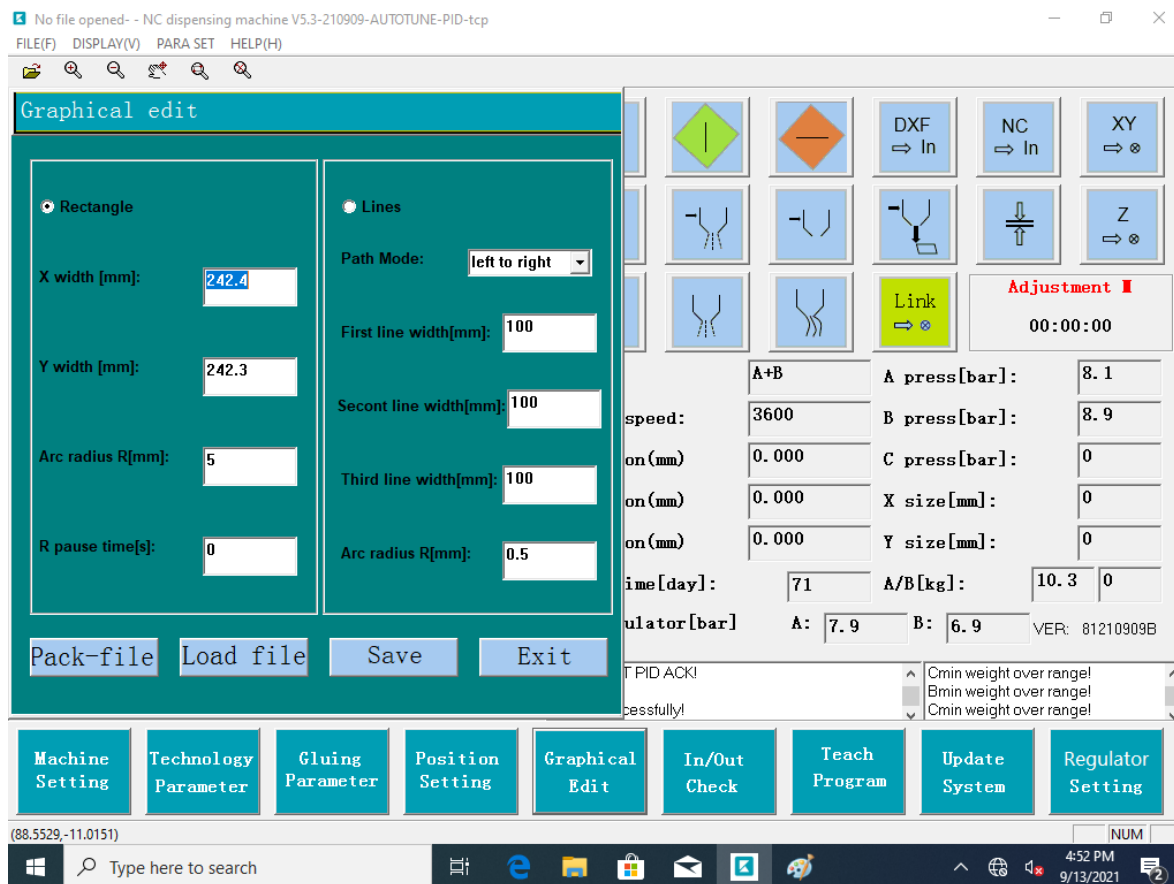 No file opened- - NC dispensing machine V5.3-210909-AUTOTUNE-PID-tcp
FILE(F) DISPLAY(V) PARA SET HELP(H)
Graphical edit
Rectangle
X width [mm]: 242.4
Y width [mm]: 242.3
Arc radius R[mm]: 5
R pause time[s]: 0
Lines
Path Mode: left to right
First line width[mm]: 100
Secont line width[mm]: 100
Third line width[mm]: 100
Arc radius R[mm]: 0.5
Pack-file Load file Save Exit
DXF
⇨ In
NC
⇨ In
XY
⇨ ⊗
Z
⇨ ⊗
Link
⇨ ⊗
Adjustment
00:00:00
A+B
A press[bar]: 8.1
speed: 3600
B press[bar]: 8.9
on(mm) 0.000
C press[bar]: 0
on(mm) 0.000
X size[mm]: 0
on(mm) 0.000
Y size[mm]: 0
ime[day]: 71
A/B[kg]: 10.3 0
ulator[bar] A: 7.9 B: 6.9
VER: 81210909B
T PID ACK!
cessfully!
Cmin weight over range!
Bmin weight over range!
Cmin weight over range!
Machine Setting
Technology Parameter
Gluing Parameter
Position Setting
Graphical Edit
In/Out Check
Teach Program
Update System
Regulator Setting
(88.5529,-11.0151)
NUM
Type here to search
4:52 PM
9/13/2021
2